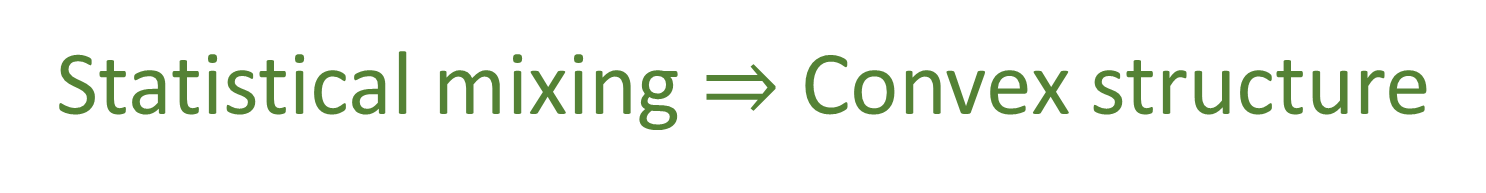 Statistical mixing ⇒ Convex structure